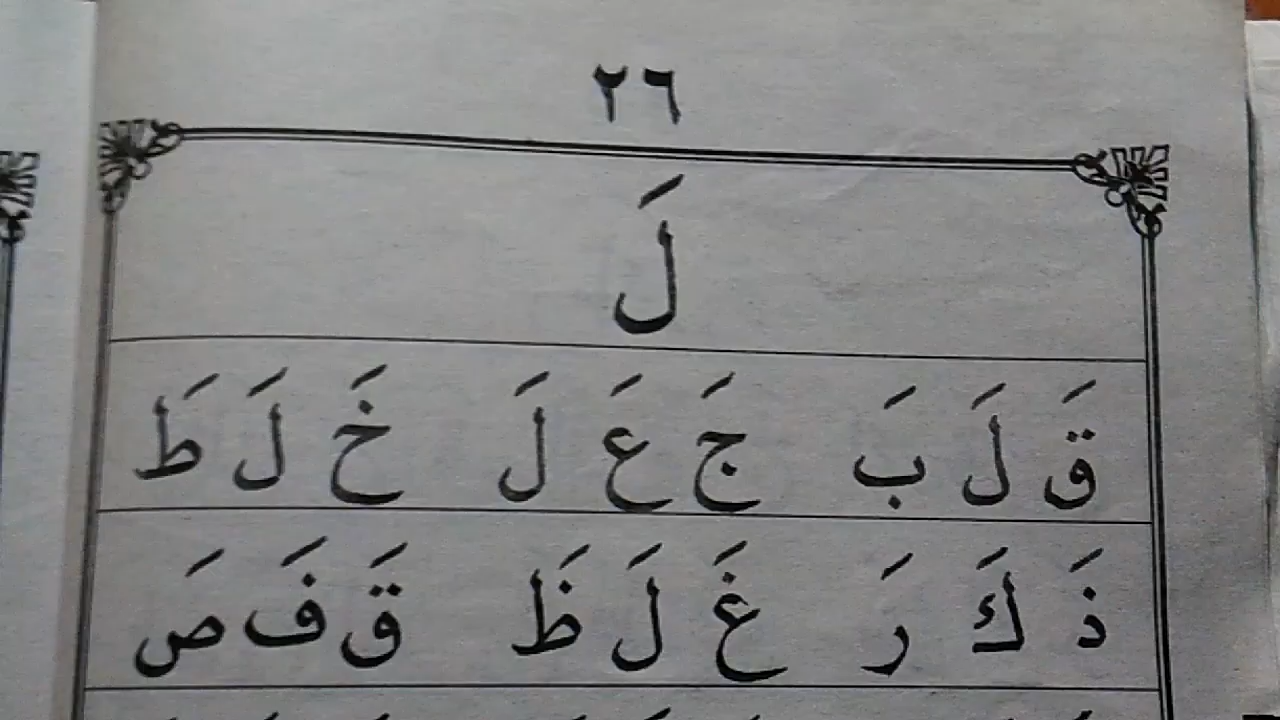 ٢٦
لَ
قَ لَ بَ جَ عَ لَ خَ لَ طَ
ذَ كَ رَ غَ لَ ظَ قَ فَ صَ